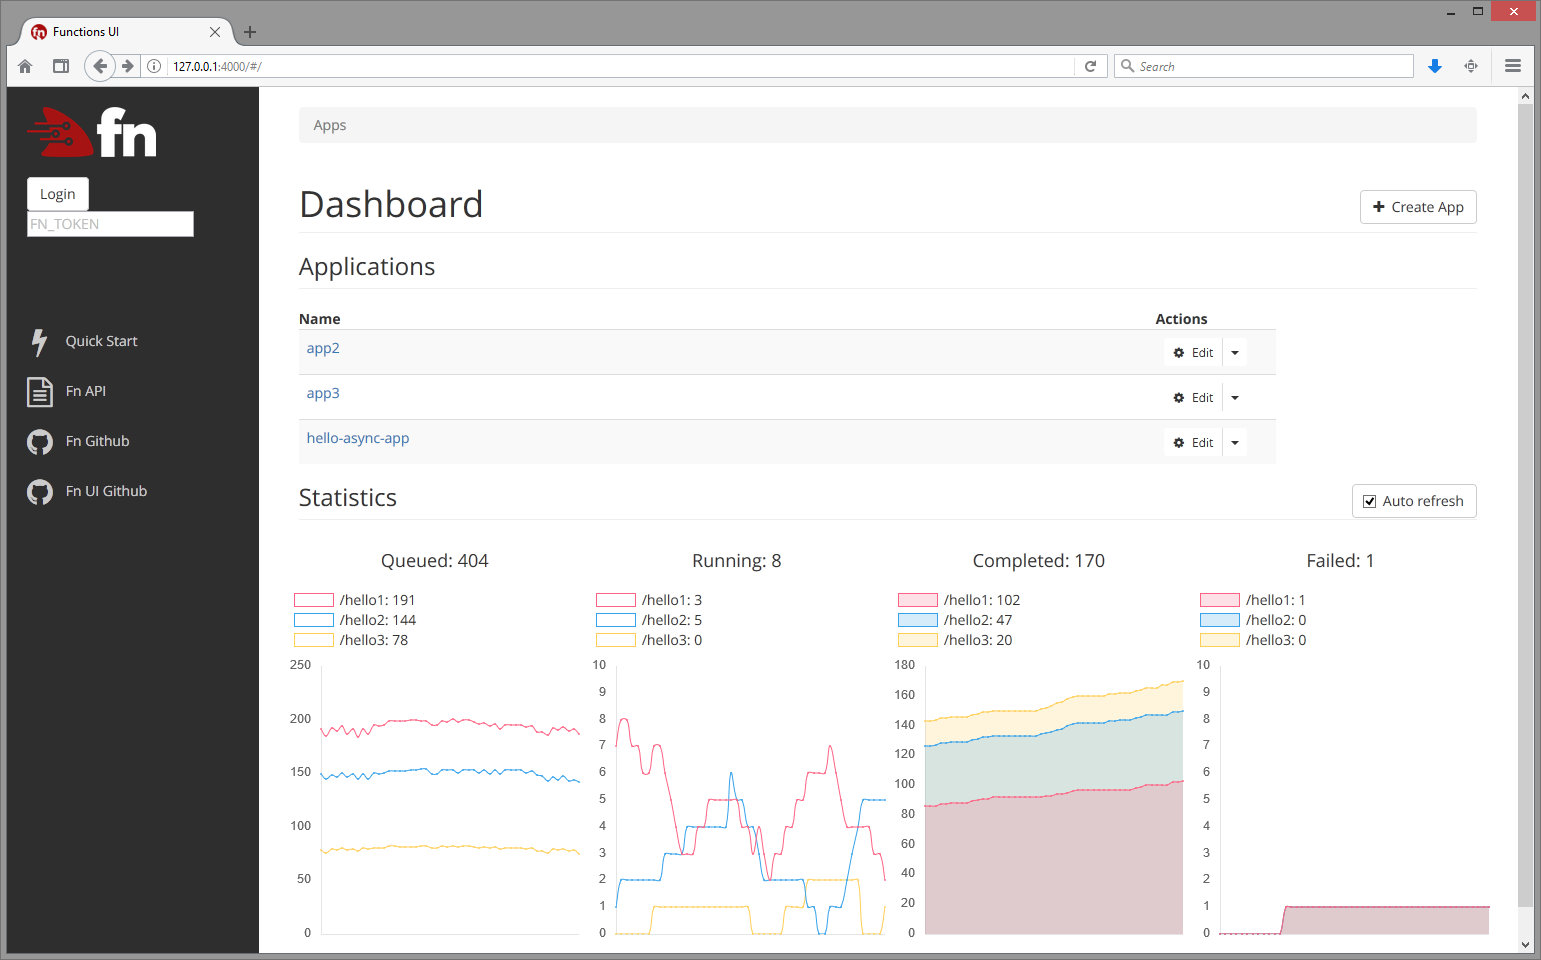 Functions UI
127.0.0.1:4000/#/
Search
fn
Login
FN_TOKEN
Quick Start
Fn API
Fn Github
Fn UI Github
Apps
Dashboard
Create App
Applications
Name Actions
app2 Edit
app3 Edit
hello-async-app Edit
Statistics
Auto refresh
Queued: 404
/hello1: 191
/hello2: 144
/hello3: 78
250
200
150
100
50
0
Running: 8
/hello1: 3
/hello2: 5
/hello3: 0
10
9
8
7
6
5
4
3
2
1
0
Completed: 170
/hello1: 102
/hello2: 47
/hello3: 20
180
160
140
120
100
80
60
40
20
0
Failed: 1
/hello1: 1
/hello2: 0
/hello3: 0
10
9
8
7
6
5
4
3
2
1
0